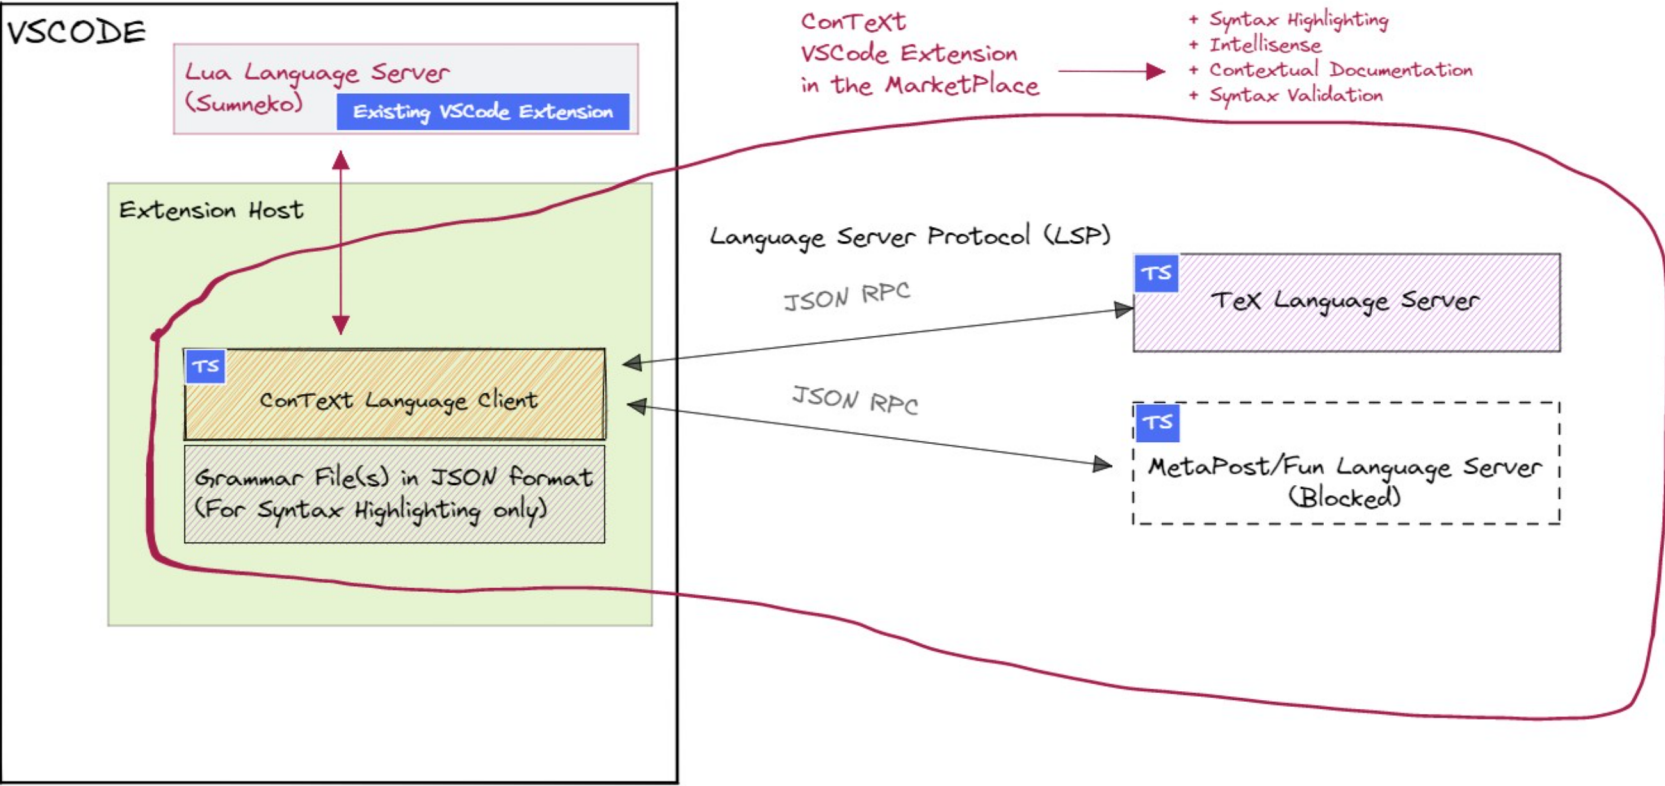 VSCODE
Lua Language Server
(Sumneko)
Existing VSCode Extension
ConTeXt
VSCode Extension
in the MarketPlace
+ Syntax Highlighting
+ Intellisense
+ Contextual Documentation
+ Syntax Validation
Extension Host
Language Server Protocol (LSP)
JSON RPC
TS
TeX Language Server
TS
ConTeXt Language Client
JSON RPC
TS
MetaPost/Fun Language Server
(Blocked)
Grammar File(s) in JSON format
(For Syntax Highlighting only)